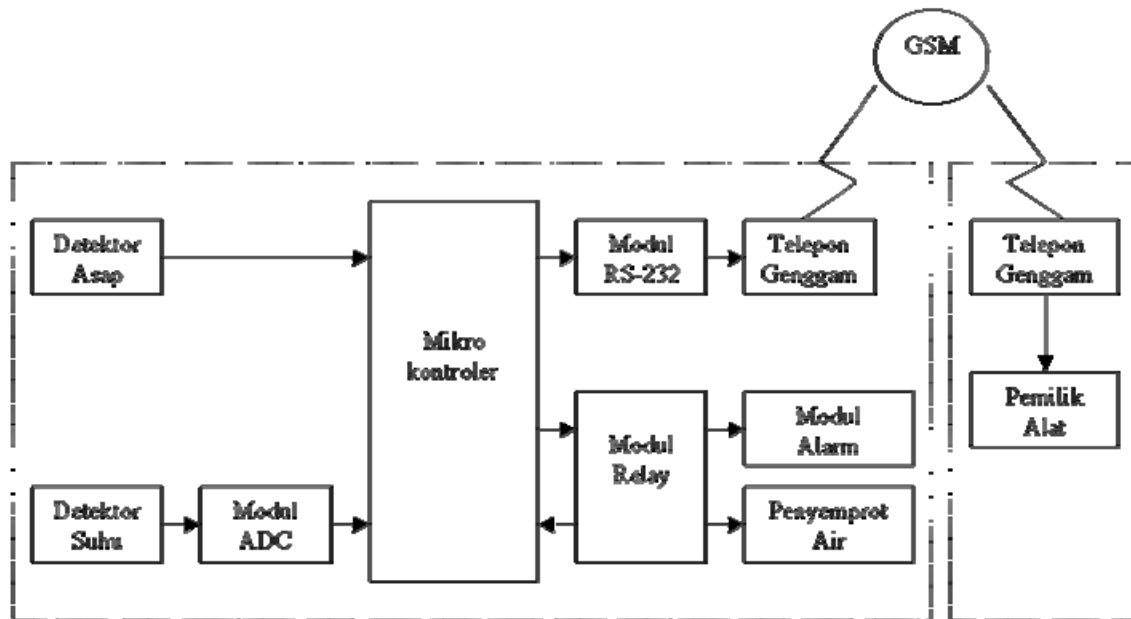 GSM
Detektor
Asap
Modul
RS-232
Telepon
Genggam
Telepon
Genggam
Mikro
kontroler
Pemilik
Alat
Modul
Relay
Modul
Alarm
Detektor
Suhu
Modul
ADC
Penyemprot
Air